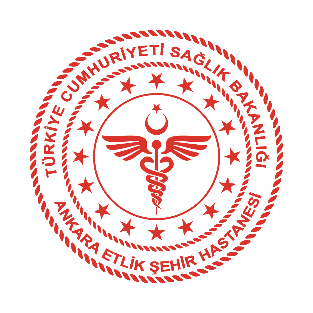 TÜRKİYE CUMHURİYETİ SAĞLIK BAKANLIĞI
ANKARA ETLİK ŞEHİR HASTANESİ